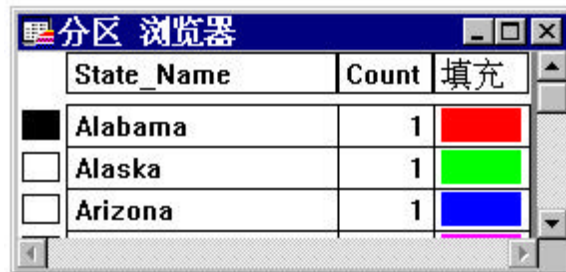 分区 浏览器
State_Name Count 填充
Alabama 1
Alaska 1
Arizona 1